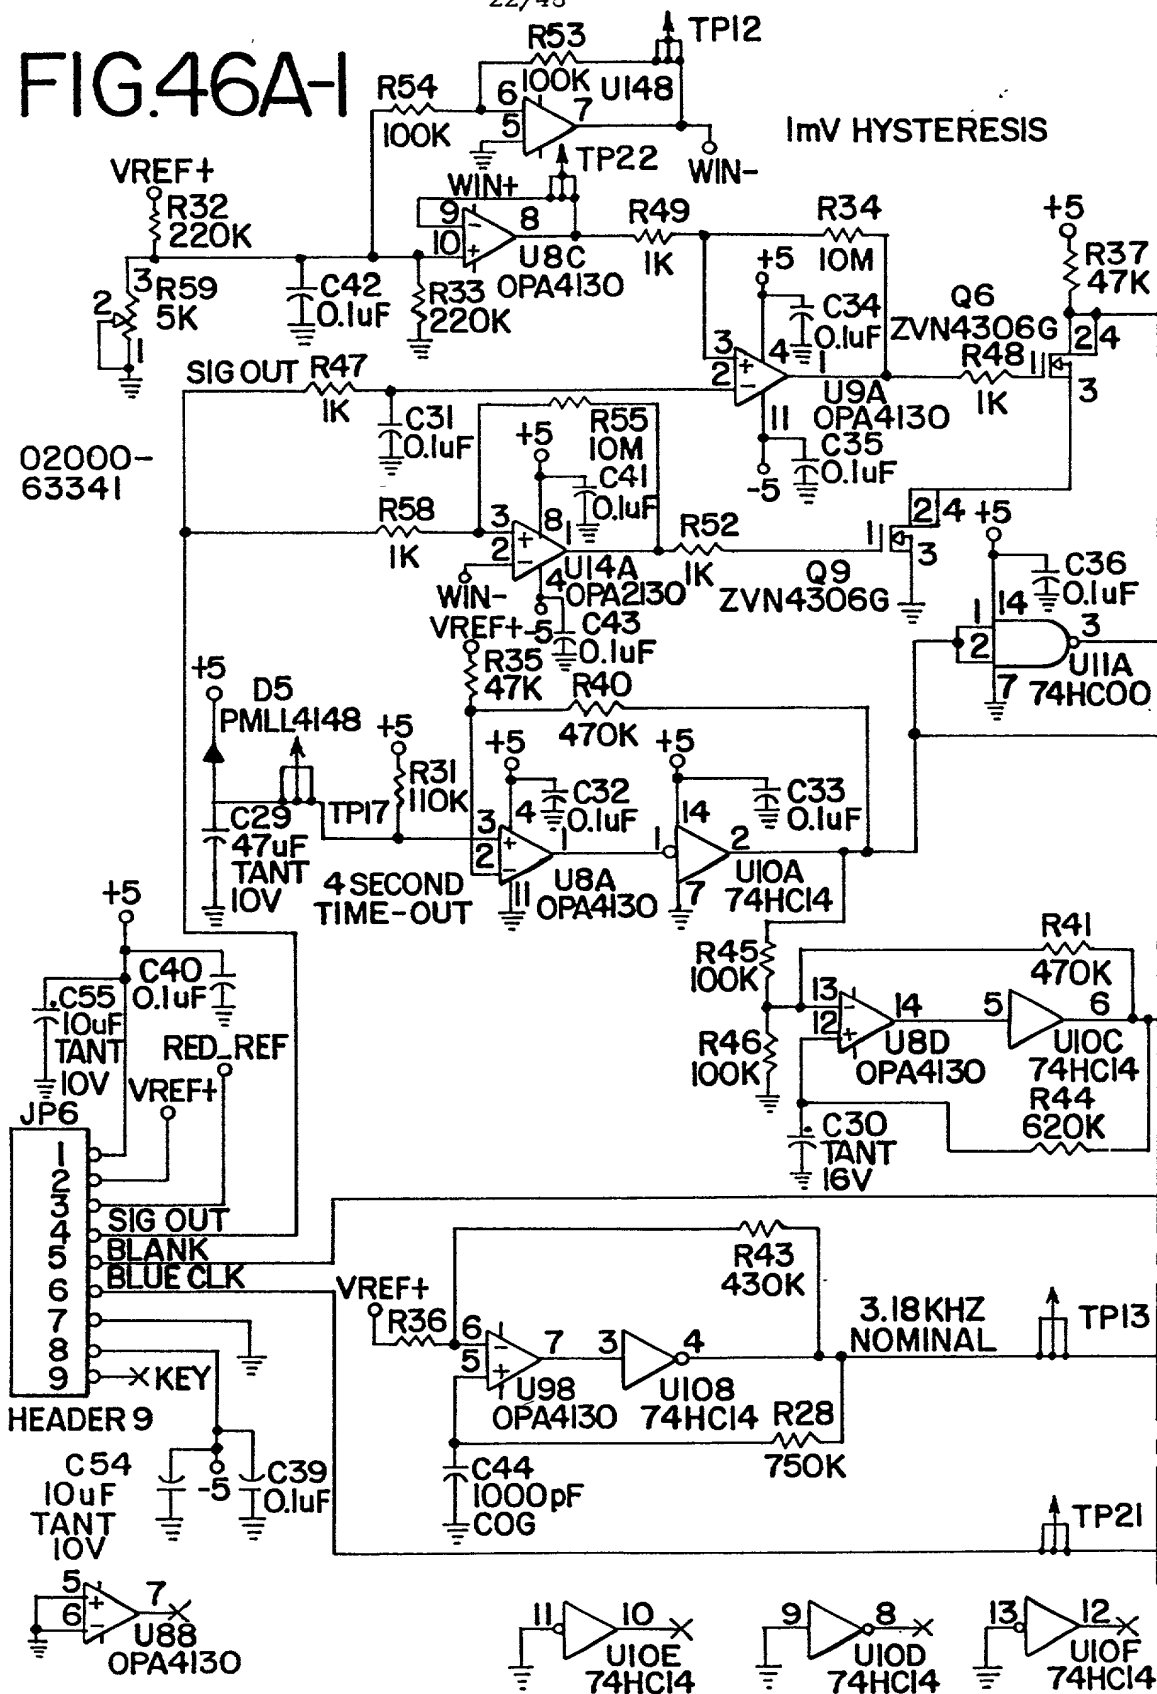 22/45
FIG.46A-1
R53
100K
TP12
U148
R54
100K
6
5
7
1mV HYSTERESIS
WIN-
TP22
VREF+
R32
220K
WIN+
9
10
8
U8C
OPA4130
R49
1K
R34
10M
+5
R37
47K
2
3
R59
5K
1
C42
0.1uF
R33
220K
+5
C34
0.1uF
Q6
ZVN4306G
2 4
SIG OUT
R47
1K
3
2
4
1
U9A
OPA4130
R48
1K
1
3
C31
0.1uF
R55
10M
11
C35
0.1uF
-5
02000-
63341
+5
C41
0.1uF
R58
1K
3
2
8
1
U14A
OPA2130
R52
1K
2 4
1
3
Q9
ZVN4306G
+5
C36
0.1uF
WIN-
4
-5
C43
0.1uF
1
2
14
3
7
U11A
74HC00
VREF+
R35
47K
R40
470K
+5
D5
PMLL4148
+5
R31
110K
TP17
+5
C32
0.1uF
+5
C33
0.1uF
C29
47uF
TANT
10V
3
2
4
1
11
U8A
OPA4130
1
14
2
7
U10A
74HC14
4 SECOND
TIME-OUT
+5
C40
0.1uF
C55
10uF
TANT
10V
RED_REF
VREF+
R45
100K
R46
100K
R41
470K
13
12
14
U8D
OPA4130
5
6
U10C
74HC14
R44
620K
C30
TANT
16V
JP6
1
2
3
4
SIG OUT
5
BLANK
6
BLUE CLK
7
8
9
KEY
HEADER 9
R43
430K
VREF+
R36
6
5
7
U98
OPA4130
3
4
U108
74HC14
3.18KHZ
NOMINAL
TP13
R28
750K
C44
1000pF
COG
C54
10uF
TANT
10V
-5
C39
0.1uF
TP21
5
6
7
U88
OPA4130
11
10
U10E
74HC14
9
8
U10D
74HC14
13
12
U10F
74HC14